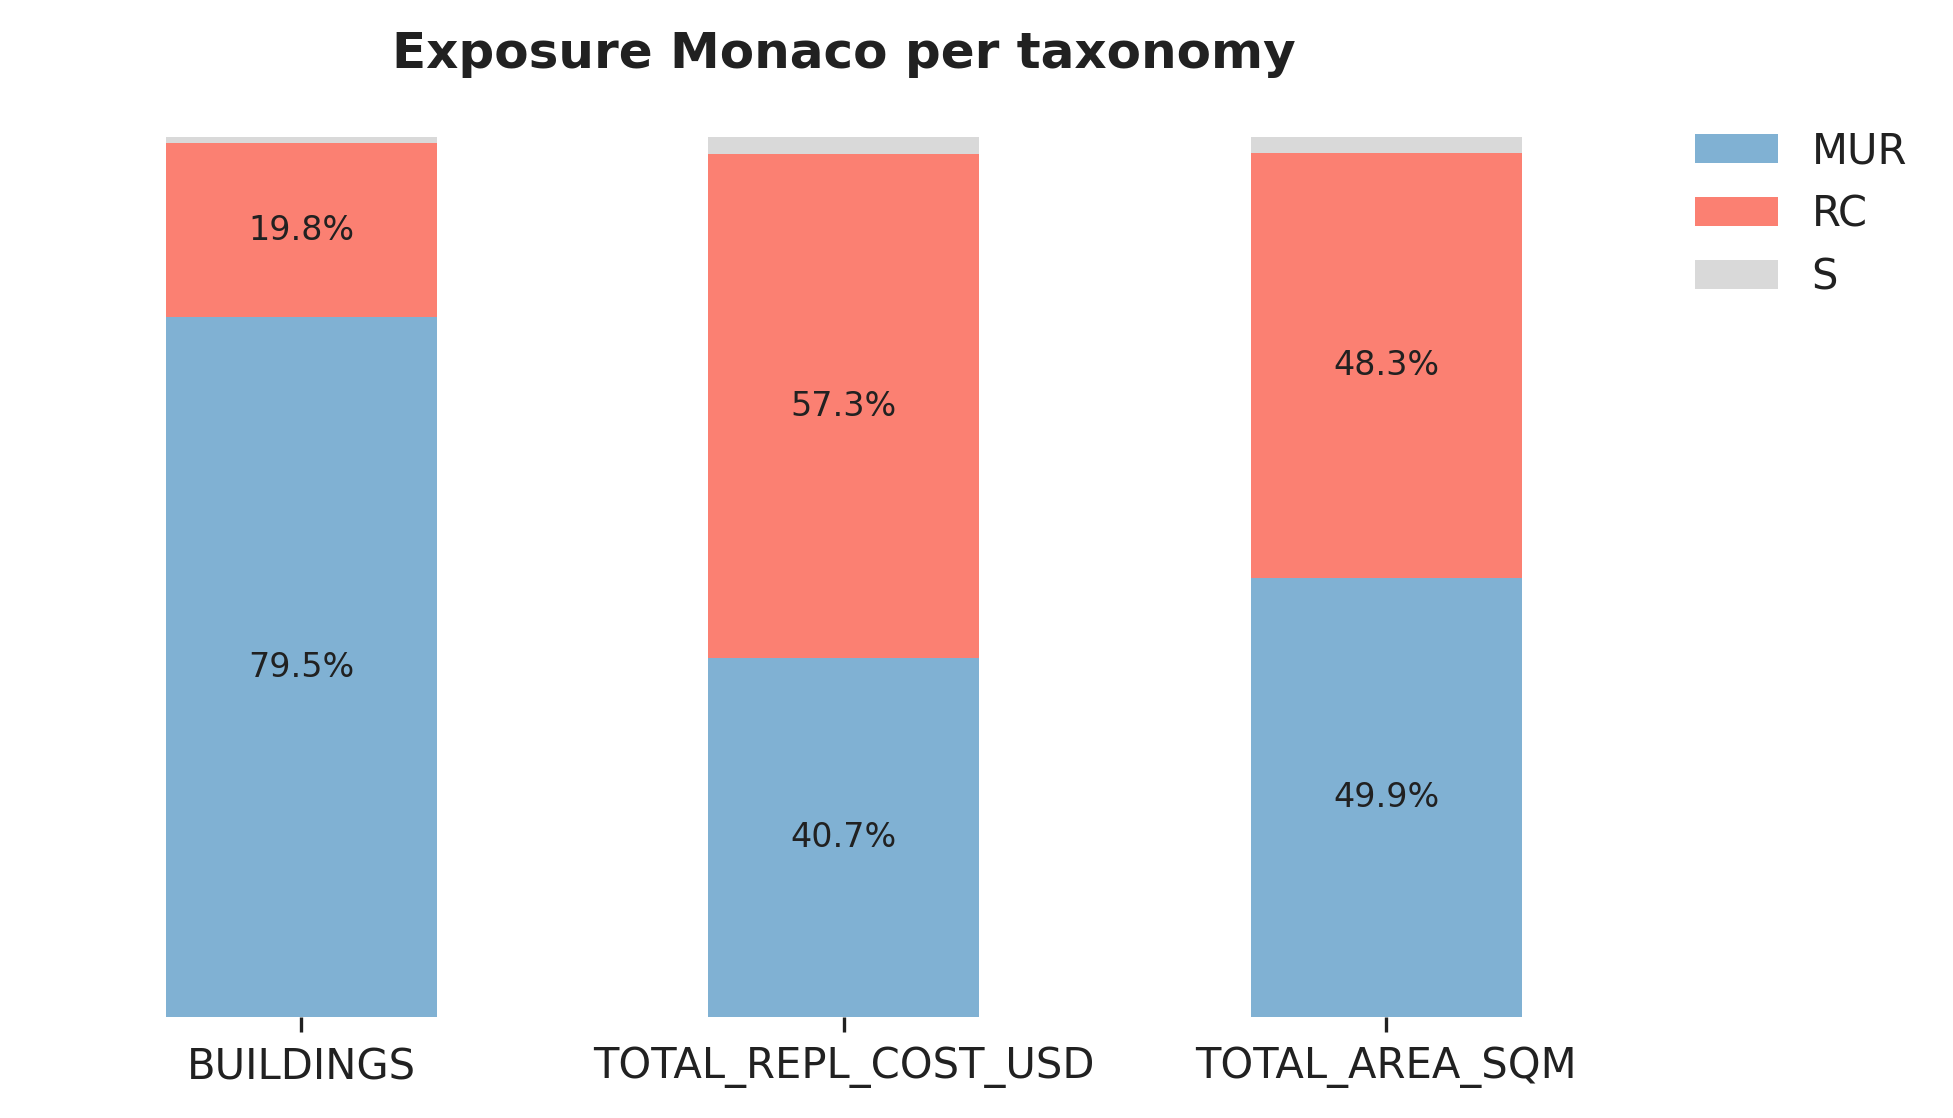 Exposure Monaco per taxonomy
MUR
RC
S
19.8%
79.5%
57.3%
40.7%
48.3%
49.9%
BUILDINGS
TOTAL_REPL_COST_USD
TOTAL_AREA_SQM